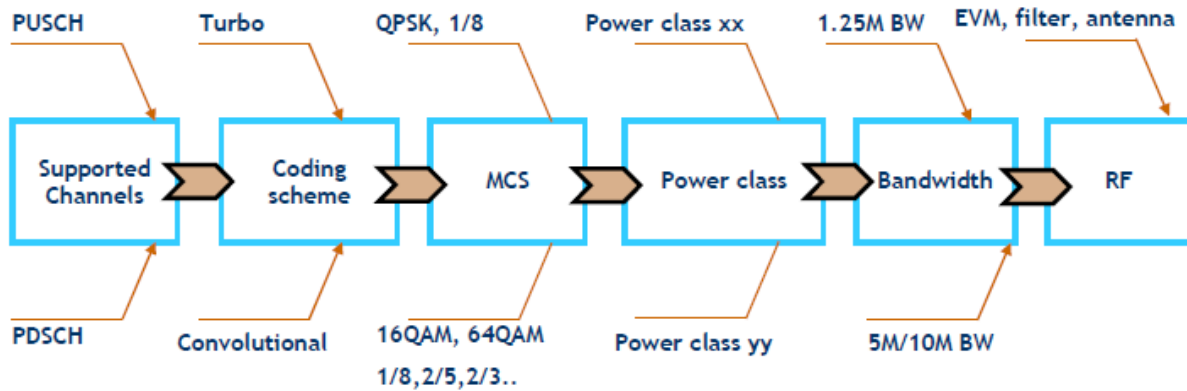 PUSCH
Turbo
QPSK, 1/8
Power class xx
1.25M BW
EVM, filter, antenna
Supported
Channels
Coding
scheme
MCS
Power class
Bandwidth
RF
PDSCH
Convolutional
16QAM, 64QAM
1/8,2/5,2/3..
Power class yy
5M/10M BW